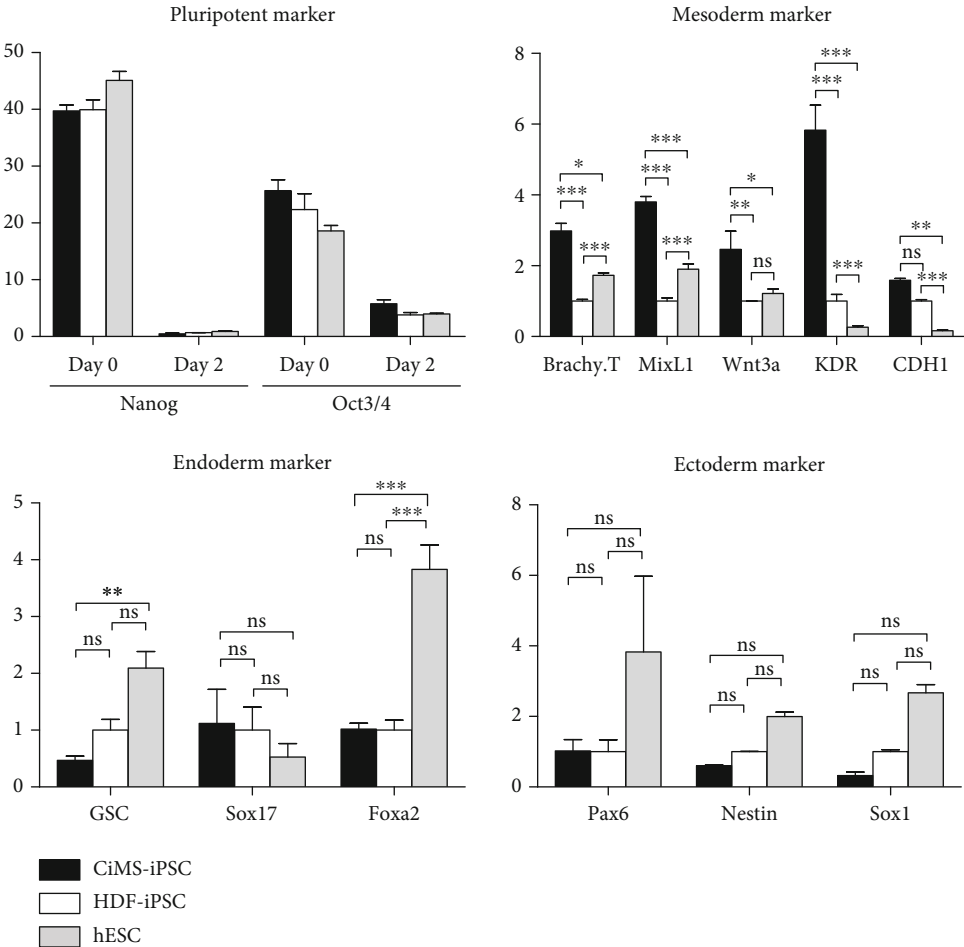 Pluripotent marker
50
40
30
20
10
0
Day 0 Day 2 Day 0 Day 2
Nanog Oct3/4
Mesoderm marker
8
6
4
2
0
***
***
*
***
***
***
***
***
*
**
ns
***
**
ns
***
Brachy.T MixL1 Wnt3a KDR CDH1
Endoderm marker
5
4
3
2
1
0
**
ns
ns
ns
ns
ns
***
***
ns
GSC Sox17 Foxa2
Ectoderm marker
8
6
4
2
0
ns
ns
ns
ns
ns
ns
ns
ns
ns
Pax6 Nestin Sox1
CiMS-iPSC
HDF-iPSC
hESC